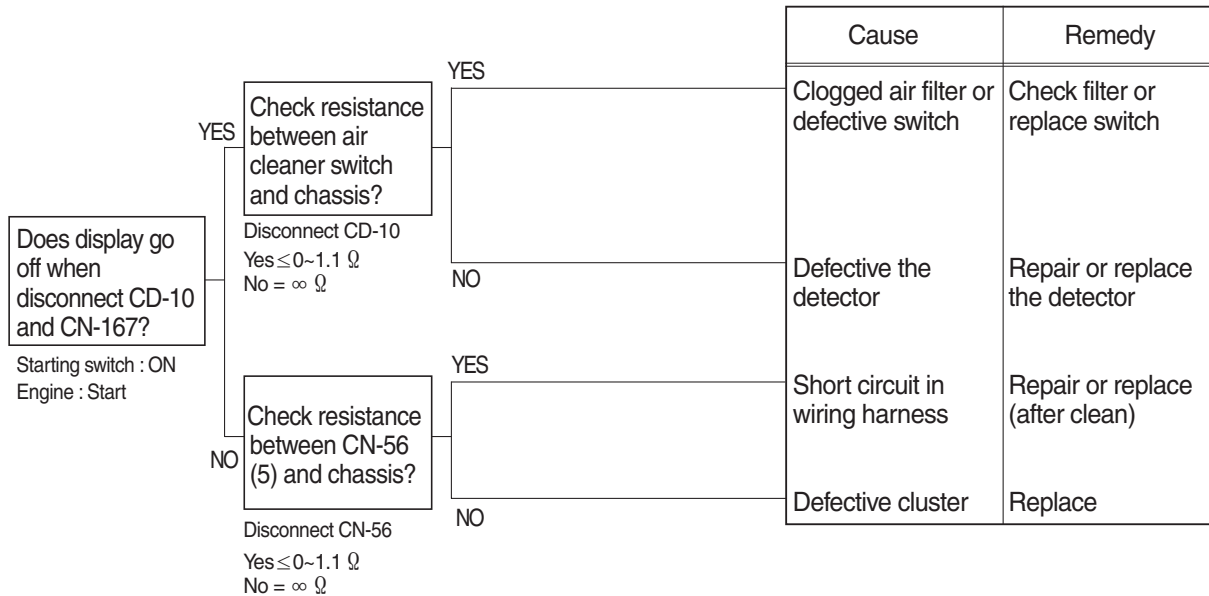 Does display go
off when
disconnect CD-10
and CN-167?
Starting switch : ON
Engine : Start
YES
Check resistance
between air
cleaner switch
and chassis?
Disconnect CD-10
Yes≤0~1.1 Ω
No = ∞ Ω
YES
NO
NO
Check resistance
between CN-56
(5) and chassis?
Disconnect CN-56
Yes≤0~1.1 Ω
No = ∞ Ω
YES
NO
Cause Remedy
Clogged air filter or Check filter or
defective switch replace switch
Defective the Repair or replace
detector the detector
Short circuit in Repair or replace
wiring harness (after clean)
Defective cluster Replace